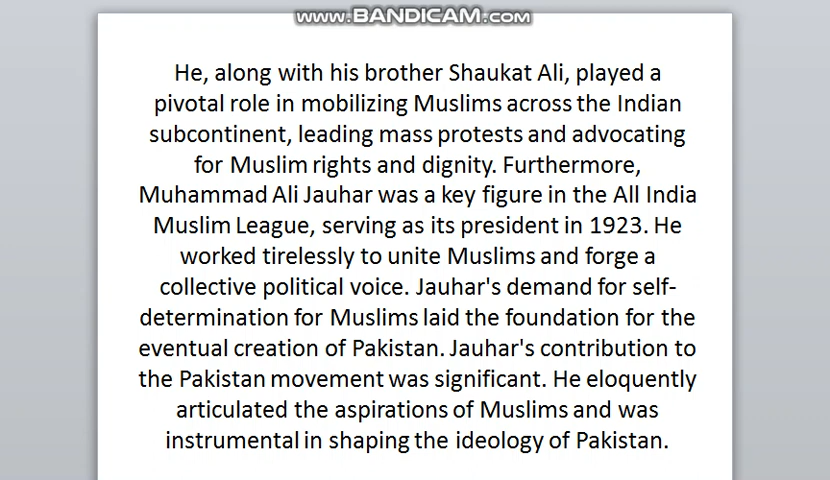 www.BANDICAM.com
He, along with his brother Shaukat Ali, played a
pivotal role in mobilizing Muslims across the Indian
subcontinent, leading mass protests and advocating
for Muslim rights and dignity. Furthermore,
Muhammad Ali Jauhar was a key figure in the All India
Muslim League, serving as its president in 1923. He
worked tirelessly to unite Muslims and forge a
collective political voice. Jauhar's demand for self-
determination for Muslims laid the foundation for the
eventual creation of Pakistan. Jauhar's contribution to
the Pakistan movement was significant. He eloquently
articulated the aspirations of Muslims and was
instrumental in shaping the ideology of Pakistan.